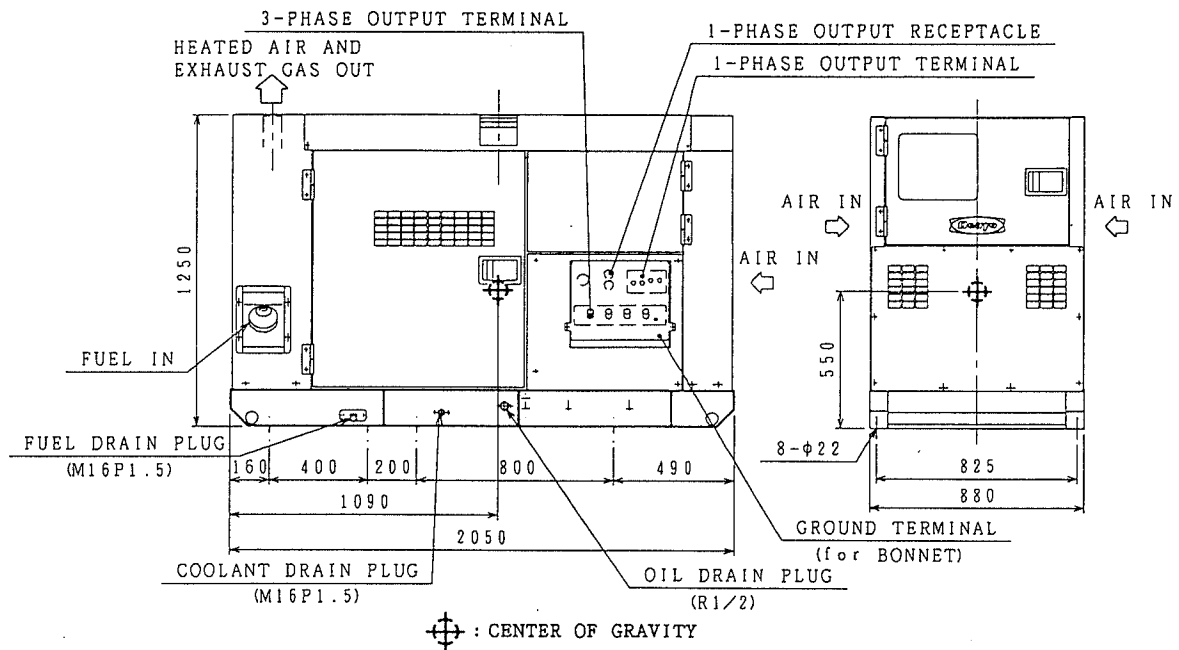 3-PHASE OUTPUT TERMINAL
1-PHASE OUTPUT RECEPTACLE
HEATED AIR AND
EXHAUST GAS OUT
1-PHASE OUTPUT TERMINAL
AIR IN
AIR IN
Denyo
AIR IN
1250
550
FUEL IN
FUEL DRAIN PLUG
(M16P1.5)
8-φ22
160
400
200
800
490
825
1090
880
2050
GROUND TERMINAL
(for BONNET)
COOLANT DRAIN PLUG
(M16P1.5)
OIL DRAIN PLUG
(R1/2)
: CENTER OF GRAVITY